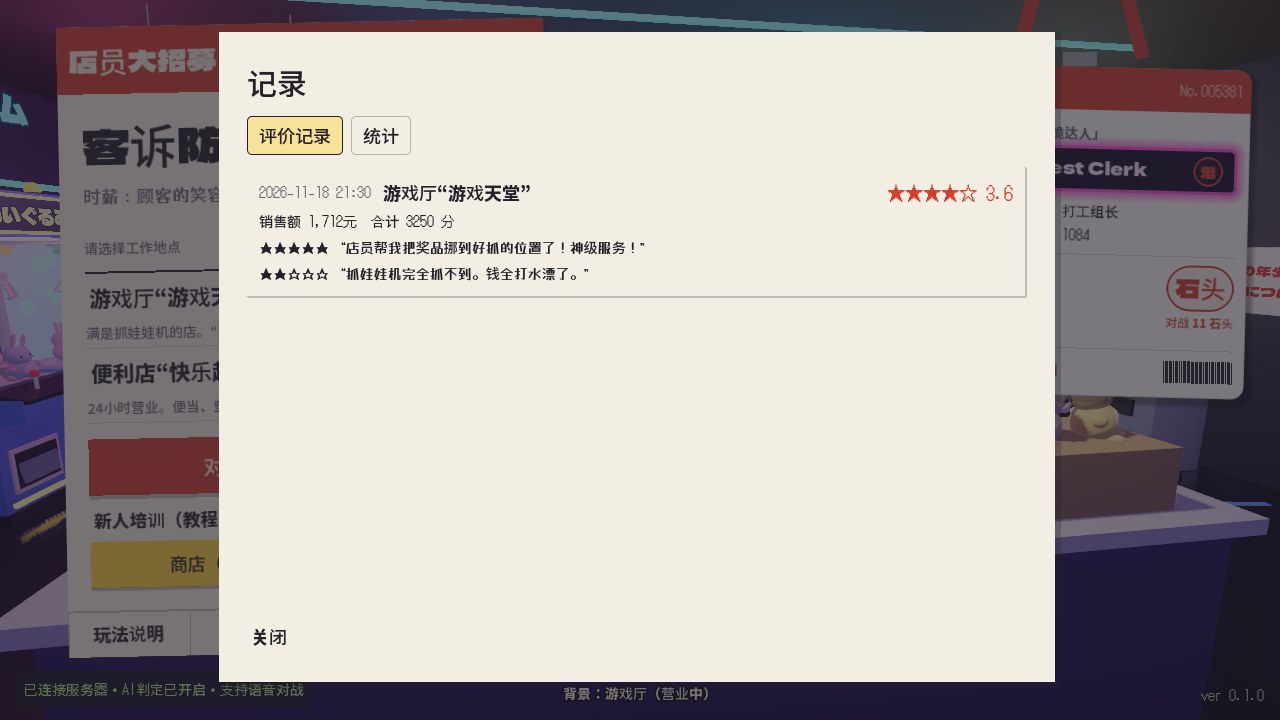 店员大招募
客诉防
时薪：顾客的笑容
请选择工作地点
游戏厅“游戏天
满是抓娃娃机的店。“
便利店“快乐
24小时营业。便当、
对
新人培训（教程
商店（
玩法说明
记录
评价记录
统计
2026-11-18 21:30 游戏厅“游戏天堂” ★★★★☆ 3.6
销售额 1,712元 合计 3250 分
★★★★★ “店员帮我把奖品挪到好抓的位置了！神级服务！”
★★☆☆☆ “抓娃娃机完全抓不到。钱全打水漂了。”
关闭
No. 005381
达人」
est Clerk
打工组长
1084
石头
对战 11 石头
已连接服务器・AI判定已开启・支持语音对战
背景：游戏厅（营业中）
ver 0.1.0